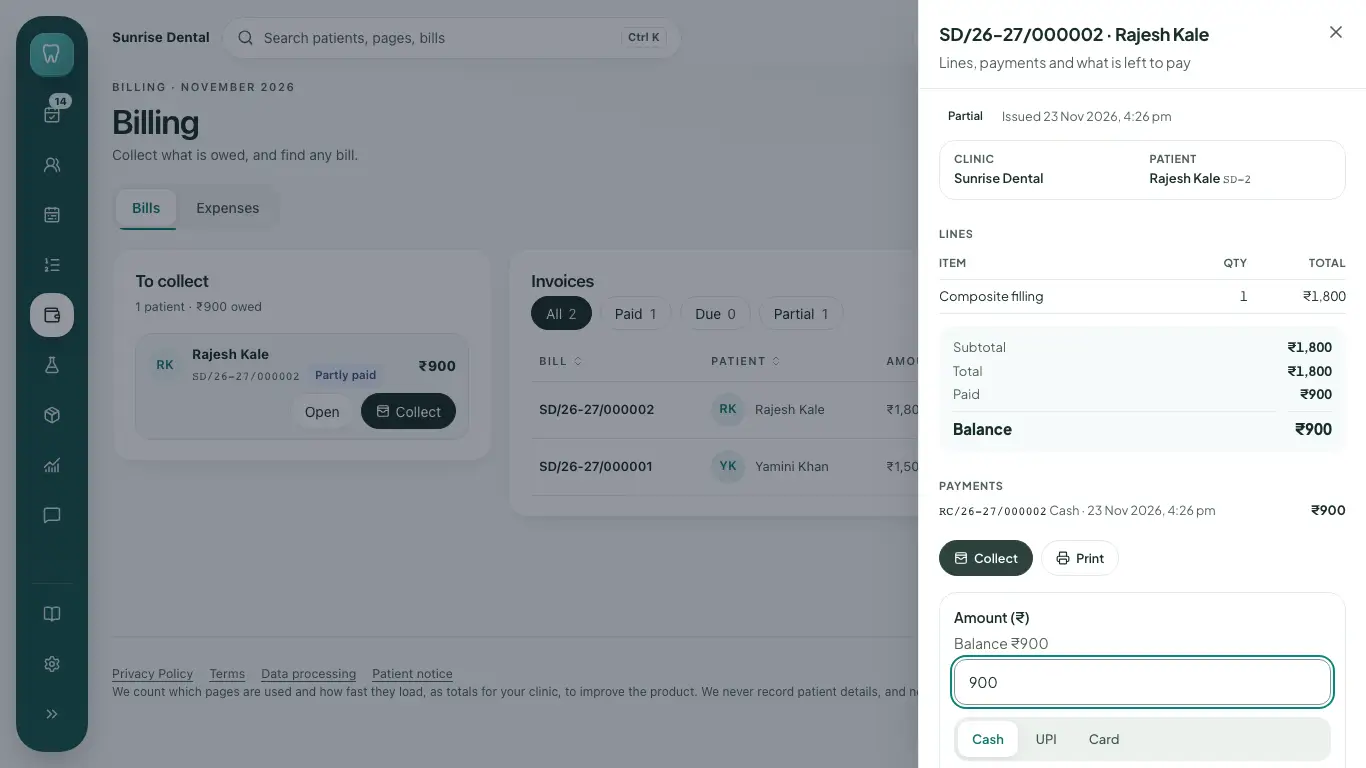 14
Sunrise Dental
Search patients, pages, bills
Ctrl K
BILLING · NOVEMBER 2026
Billing
Collect what is owed, and find any bill.
Bills
Expenses
To collect
1 patient · ₹900 owed
RK
Rajesh Kale
SD/26-27/000002
Partly paid
₹900
Open
Collect
Invoices
All 2
Paid 1
Due 0
Partial 1
BILL
PATIENT
SD/26-27/000002
RK
Rajesh Kale
SD/26-27/000001
YK
Yamini Khan
Privacy Policy
Terms
Data processing
Patient notice
We count which pages are used and how fast they load, as totals for your clinic, to improve the product. We never record patient details, and
SD/26-27/000002 · Rajesh Kale
Lines, payments and what is left to pay
Partial
Issued 23 Nov 2026, 4:26 pm
CLINIC
Sunrise Dental
PATIENT
Rajesh Kale SD-2
LINES
ITEM QTY TOTAL
Composite filling 1 ₹1,800
Subtotal ₹1,800
Total ₹1,800
Paid ₹900
Balance ₹900
PAYMENTS
RC/26-27/000002 Cash · 23 Nov 2026, 4:26 pm ₹900
Collect
Print
Amount (₹)
Balance ₹900
900
Cash
UPI
Card